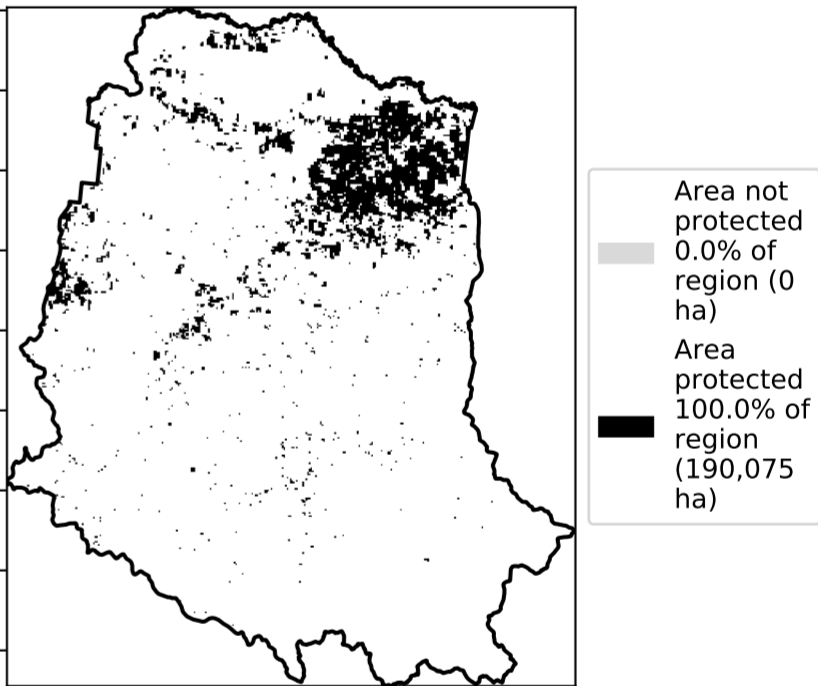 Area not
protected
0.0% of
region (0
ha)
Area
protected
100.0% of
region
(190,075
ha)